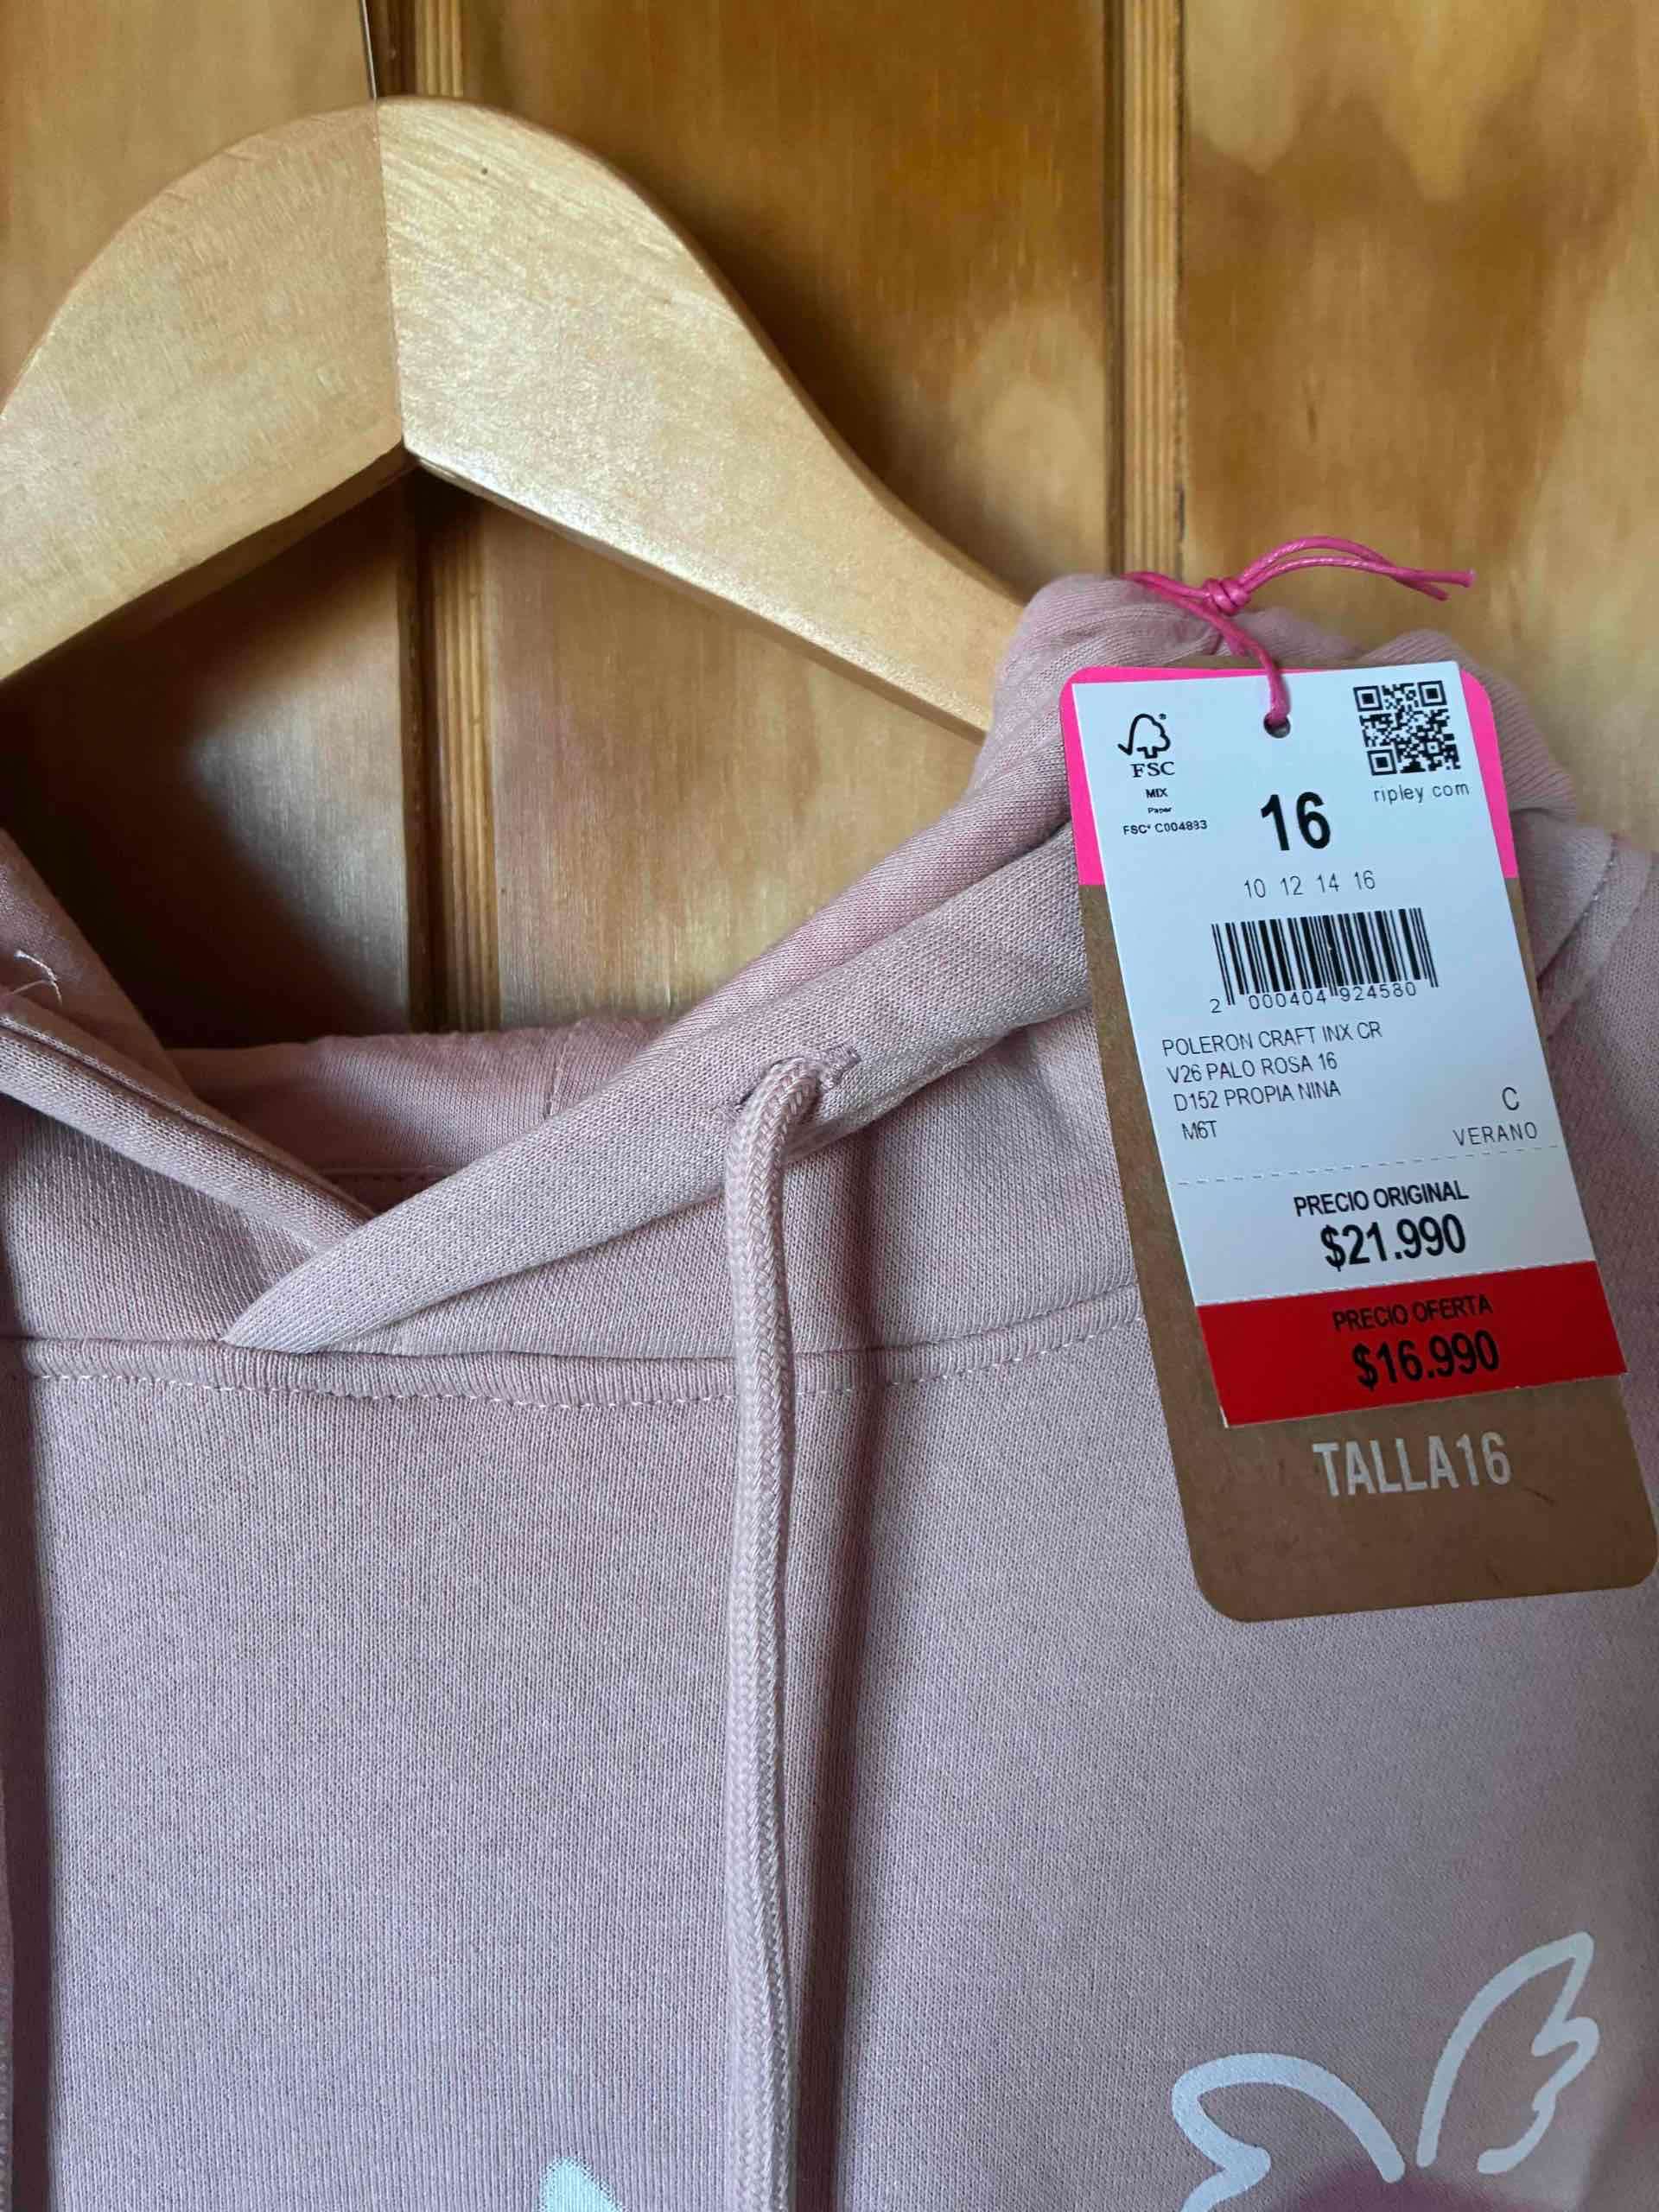 FSC®
MIX
Paper
FSC® C004883
ripley com
16
10 12 14 16
2 000404 924580
POLERON CRAFT INX CR
V26 PALO ROSA 16
D152 PROPIA NINA
M6T
C
VERANO
PRECIO ORIGINAL
$21.990
PRECIO OFERTA
$16.990
TALLA16